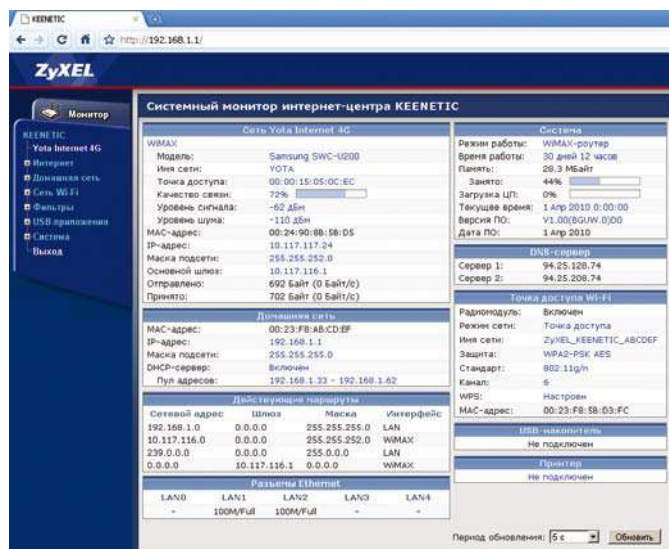 KEENETIC
http://192.168.1.1/
ZyXEL
Монитор
KEENETIC
Yota Internet 4G
Интернет
Домашняя сеть
Сеть Wi-Fi
Фильтры
USB-приложения
Система
Выход
Системный монитор интернет-центра KEENETIC
Сеть Yota Internet 4G
WiMAX
Модель: Samsung SWC-U200
Имя сети: YOTA
Точка доступа: 00:00:15:05:0C:EC
Качество связи: 72%
Уровень сигнала: -62 дБм
Уровень шума: -110 дБм
MAC-адрес: 00:24:90:8B:58:D5
IP-адрес: 10.117.117.24
Маска подсети: 255.255.252.0
Основной шлюз: 10.117.116.1
Отправлено: 692 Байт (0 Байт/с)
Принято: 702 Байт (0 Байт/с)
Домашняя сеть
MAC-адрес: 00:23:F8:AB:CD:EF
IP-адрес: 192.168.1.1
Маска подсети: 255.255.255.0
DHCP-сервер: Включен
Пул адресов: 192.168.1.33 - 192.168.1.62
Действующие маршруты
Сетевой адрес Шлюз Маска Интерфейс
192.168.1.0 0.0.0.0 255.255.255.0 LAN
10.117.116.0 0.0.0.0 255.255.252.0 WiMAX
239.0.0.0 0.0.0.0 255.0.0.0 LAN
0.0.0.0 10.117.116.1 0.0.0.0 WiMAX
Разъемы Ethernet
LAN0 LAN1 LAN2 LAN3 LAN4
- 100M/Full 100M/Full - -
Система
Режим работы: WiMAX-роутер
Время работы: 30 дней 12 часов
Память: 28,3 МБайт
Занято: 44%
Загрузка ЦП: 0%
Текущее время: 1 Апр 2010 0:00:00
Версия ПО: V1.00(BGUW.0)D0
Дата ПО: 1 Апр 2010
DNS-сервер
Сервер 1: 94.25.128.74
Сервер 2: 94.25.208.74
Точка доступа Wi-Fi
Радиомодуль: Включен
Режим сети: Точка доступа
Имя сети: ZyXEL_KEENETIC_ABCDEF
Защита: WPA2-PSK AES
Стандарт: 802.11g/n
Канал: 6
WPS: Настроен
MAC-адрес: 00:23:F8:5B:D3:FC
USB-накопитель
Не подключен
Принтер
Не подключен
Период обновления: 5 с Обновить